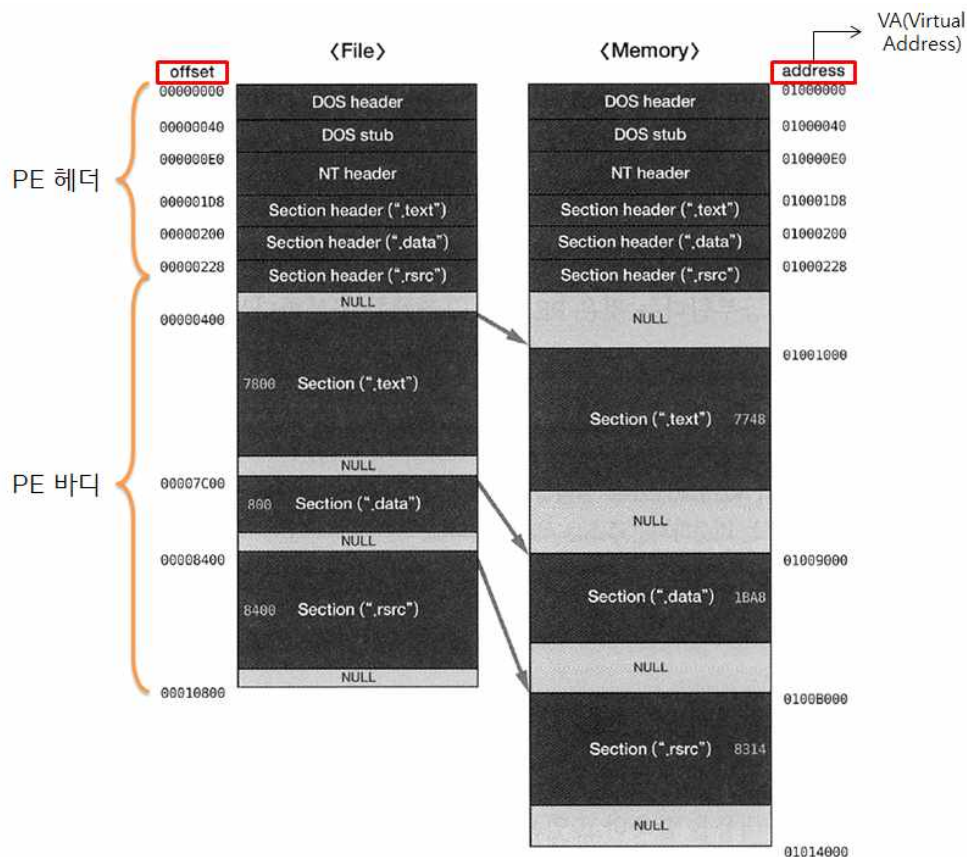 VA(Virtual
Address)
<File>
<Memory>
offset
address
00000000
DOS header
DOS header
01000000
00000040
DOS stub
DOS stub
01000040
000000E0
NT header
NT header
010000E0
PE 헤더
000001D8
Section header (".text")
Section header (".text")
010001D8
00000200
Section header (".data")
Section header (".data")
01000200
00000228
Section header (".rsrc")
Section header (".rsrc")
01000228
NULL
NULL
00000400
01001000
7800 Section (".text")
Section (".text") 7748
NULL
PE 바디
00007C00
800 Section (".data")
NULL
NULL
00008400
01009000
8400 Section (".rsrc")
Section (".data") 1BA8
NULL
NULL
00010800
0100B000
Section (".rsrc") 8314
NULL
01014000